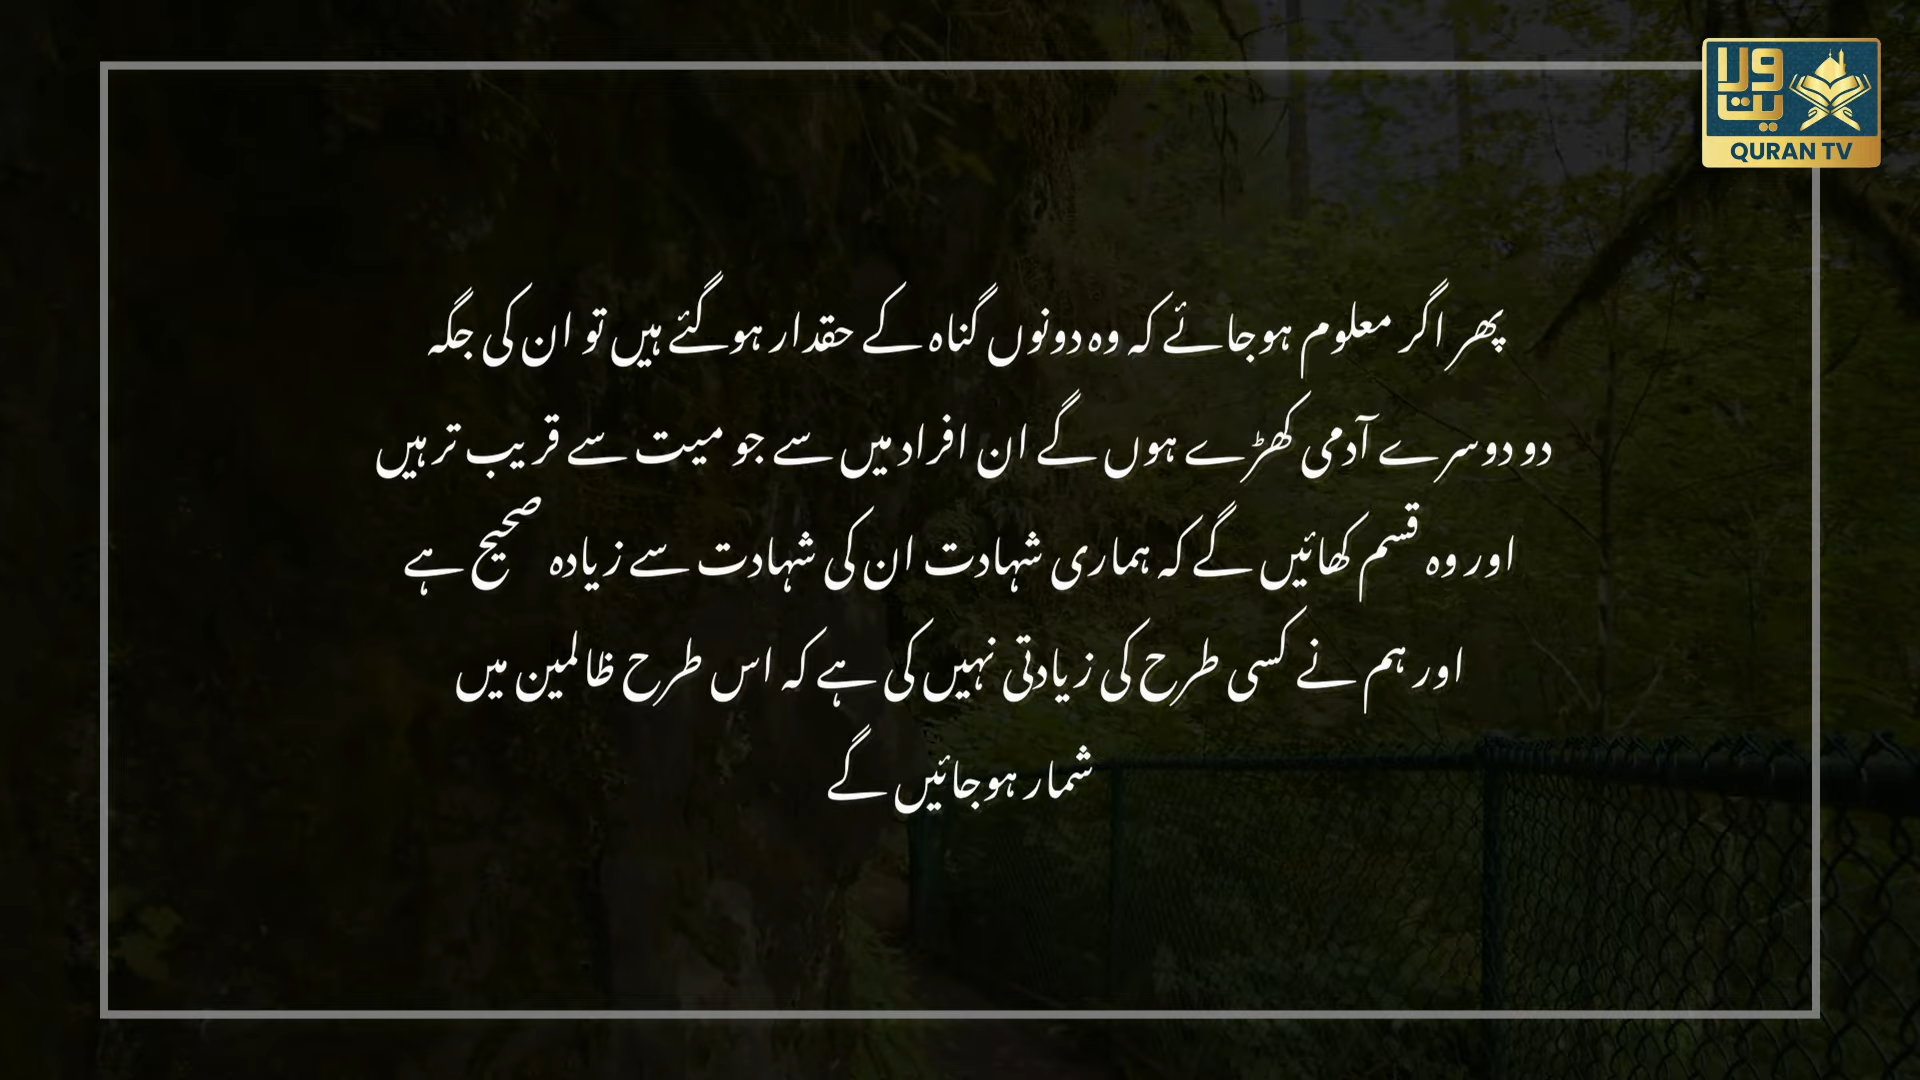 ولایت
QURAN TV
پھر اگر معلوم ہوجائے کہ وہ دونوں گناہ کے حقدار ہوگئے ہیں تو ان کی جگہ
دو دوسرے آدمی کھڑے ہوں گے ان افراد میں سے جو میت سے قریب تر ہیں
اور وہ قسم کھائیں گے کہ ہماری شہادت ان کی شہادت سے زیادہ صحیح ہے
اور ہم نے کسی طرح کی زیادتی نہیں کی ہے کہ اس طرح ظالمین میں
شمار ہوجائیں گے